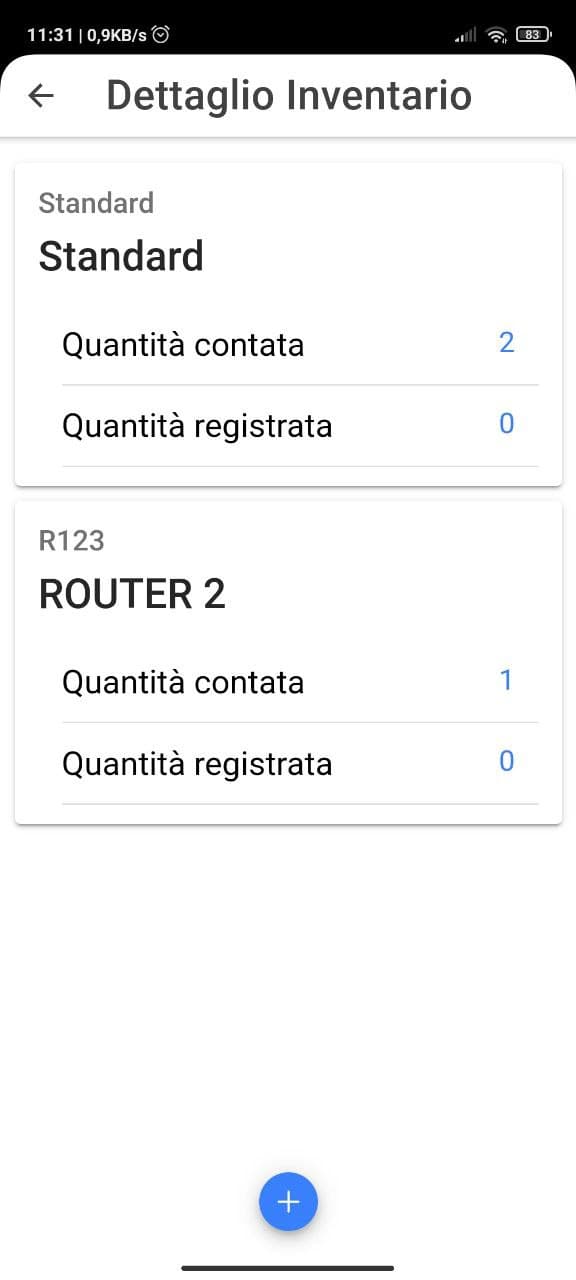 11:31 | 0,9KB/s
83
Dettaglio Inventario
Standard
Standard
Quantità contata 2
Quantità registrata 0
R123
ROUTER 2
Quantità contata 1
Quantità registrata 0